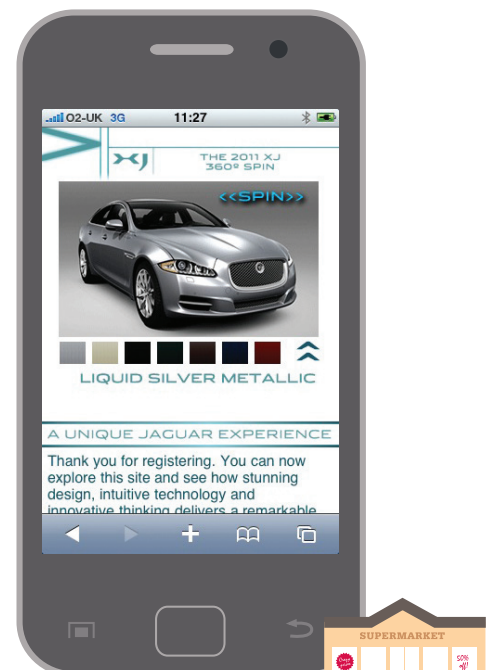 O2-UK 3G 11:27
XJ
THE 2011 XJ
360º SPIN
<<SPIN>>
LIQUID SILVER METALLIC
A UNIQUE JAGUAR EXPERIENCE
Thank you for registering. You can now
explore this site and see how stunning
design, intuitive technology and
innovative thinking delivers a remarkable
SUPERMARKET
50%
off!